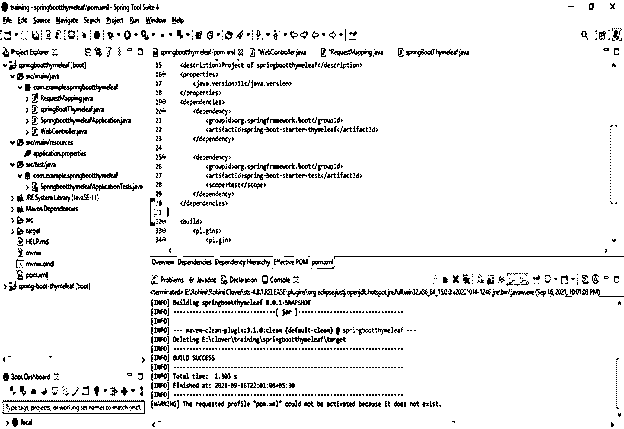 training - springbootthymeleaf/pom.xml - Spring Tool Suite 4
File Edit Source Navigate Search Project Run Window Help
Project Explorer
springbootthymeleaf [boot]
src/main/java
com.example.springbootthymeleaf
RequestMapping.java
springBootThymeleaf.java
SpringbootthymeleafApplication.java
WebController.java
src/main/resources
application.properties
src/test/java
com.example.springbootthymeleaf
SpringbootthymeleafApplicationTests.java
JRE System Library [JavaSE-11]
Maven Dependencies
src
target
HELP.md
mvnw
mvnw.cmd
pom.xml
spring-boot-thymeleaf [boot]
Boot Dashboard
Type tags, projects, or working set names to match
local
springbootthymeleaf/pom.xml *WebController.java *RequestMapping.java springBootThymeleaf.java
15 <description>Project of springbootthymeleaf</description>
16 <properties>
17 <java.version>11</java.version>
18 </properties>
19 <dependencies>
20 <dependency>
21 <groupId>org.springframework.boot</groupId>
22 <artifactId>spring-boot-starter-thymeleaf</artifactId>
23 </dependency>
24
25 <dependency>
26 <groupId>org.springframework.boot</groupId>
27 <artifactId>spring-boot-starter-test</artifactId>
28 <scope>test</scope>
29 </dependency>
30 </dependencies>
31
32 <build>
33 <plugins>
34 <plugin>
Overview Dependencies Dependency Hierarchy Effective POM pom.xml
Problems Javadoc Declaration Console
[INFO] Building springbootthymeleaf 0.0.1-SNAPSHOT
[INFO] --------------------------------[ jar ]---------------------------------
[INFO]
[INFO] --- maven-clean-plugin:3.1.0:clean (default-clean) @ springbootthymeleaf ---
[INFO] Deleting E:\clover\training\springbootthymeleaf\target
[INFO] ------------------------------------------------------------------------
[INFO] BUILD SUCCESS
[INFO] ------------------------------------------------------------------------
[INFO] Total time: 1.305 s
[INFO] Finished at: 2021-09-16T22:01:06+05:30
[INFO] ------------------------------------------------------------------------
[WARNING] The requested profile "pom.xml" could not be activated because it does not exist.